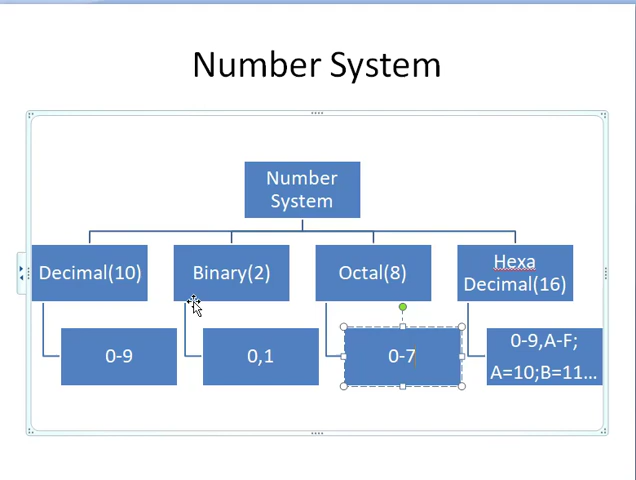 Number System
Number
System
Decimal(10)
Binary(2)
Octal(8)
Hexa
Decimal(16)
0-9
0,1
0-7
0-9,A-F;
A=10;B=11...